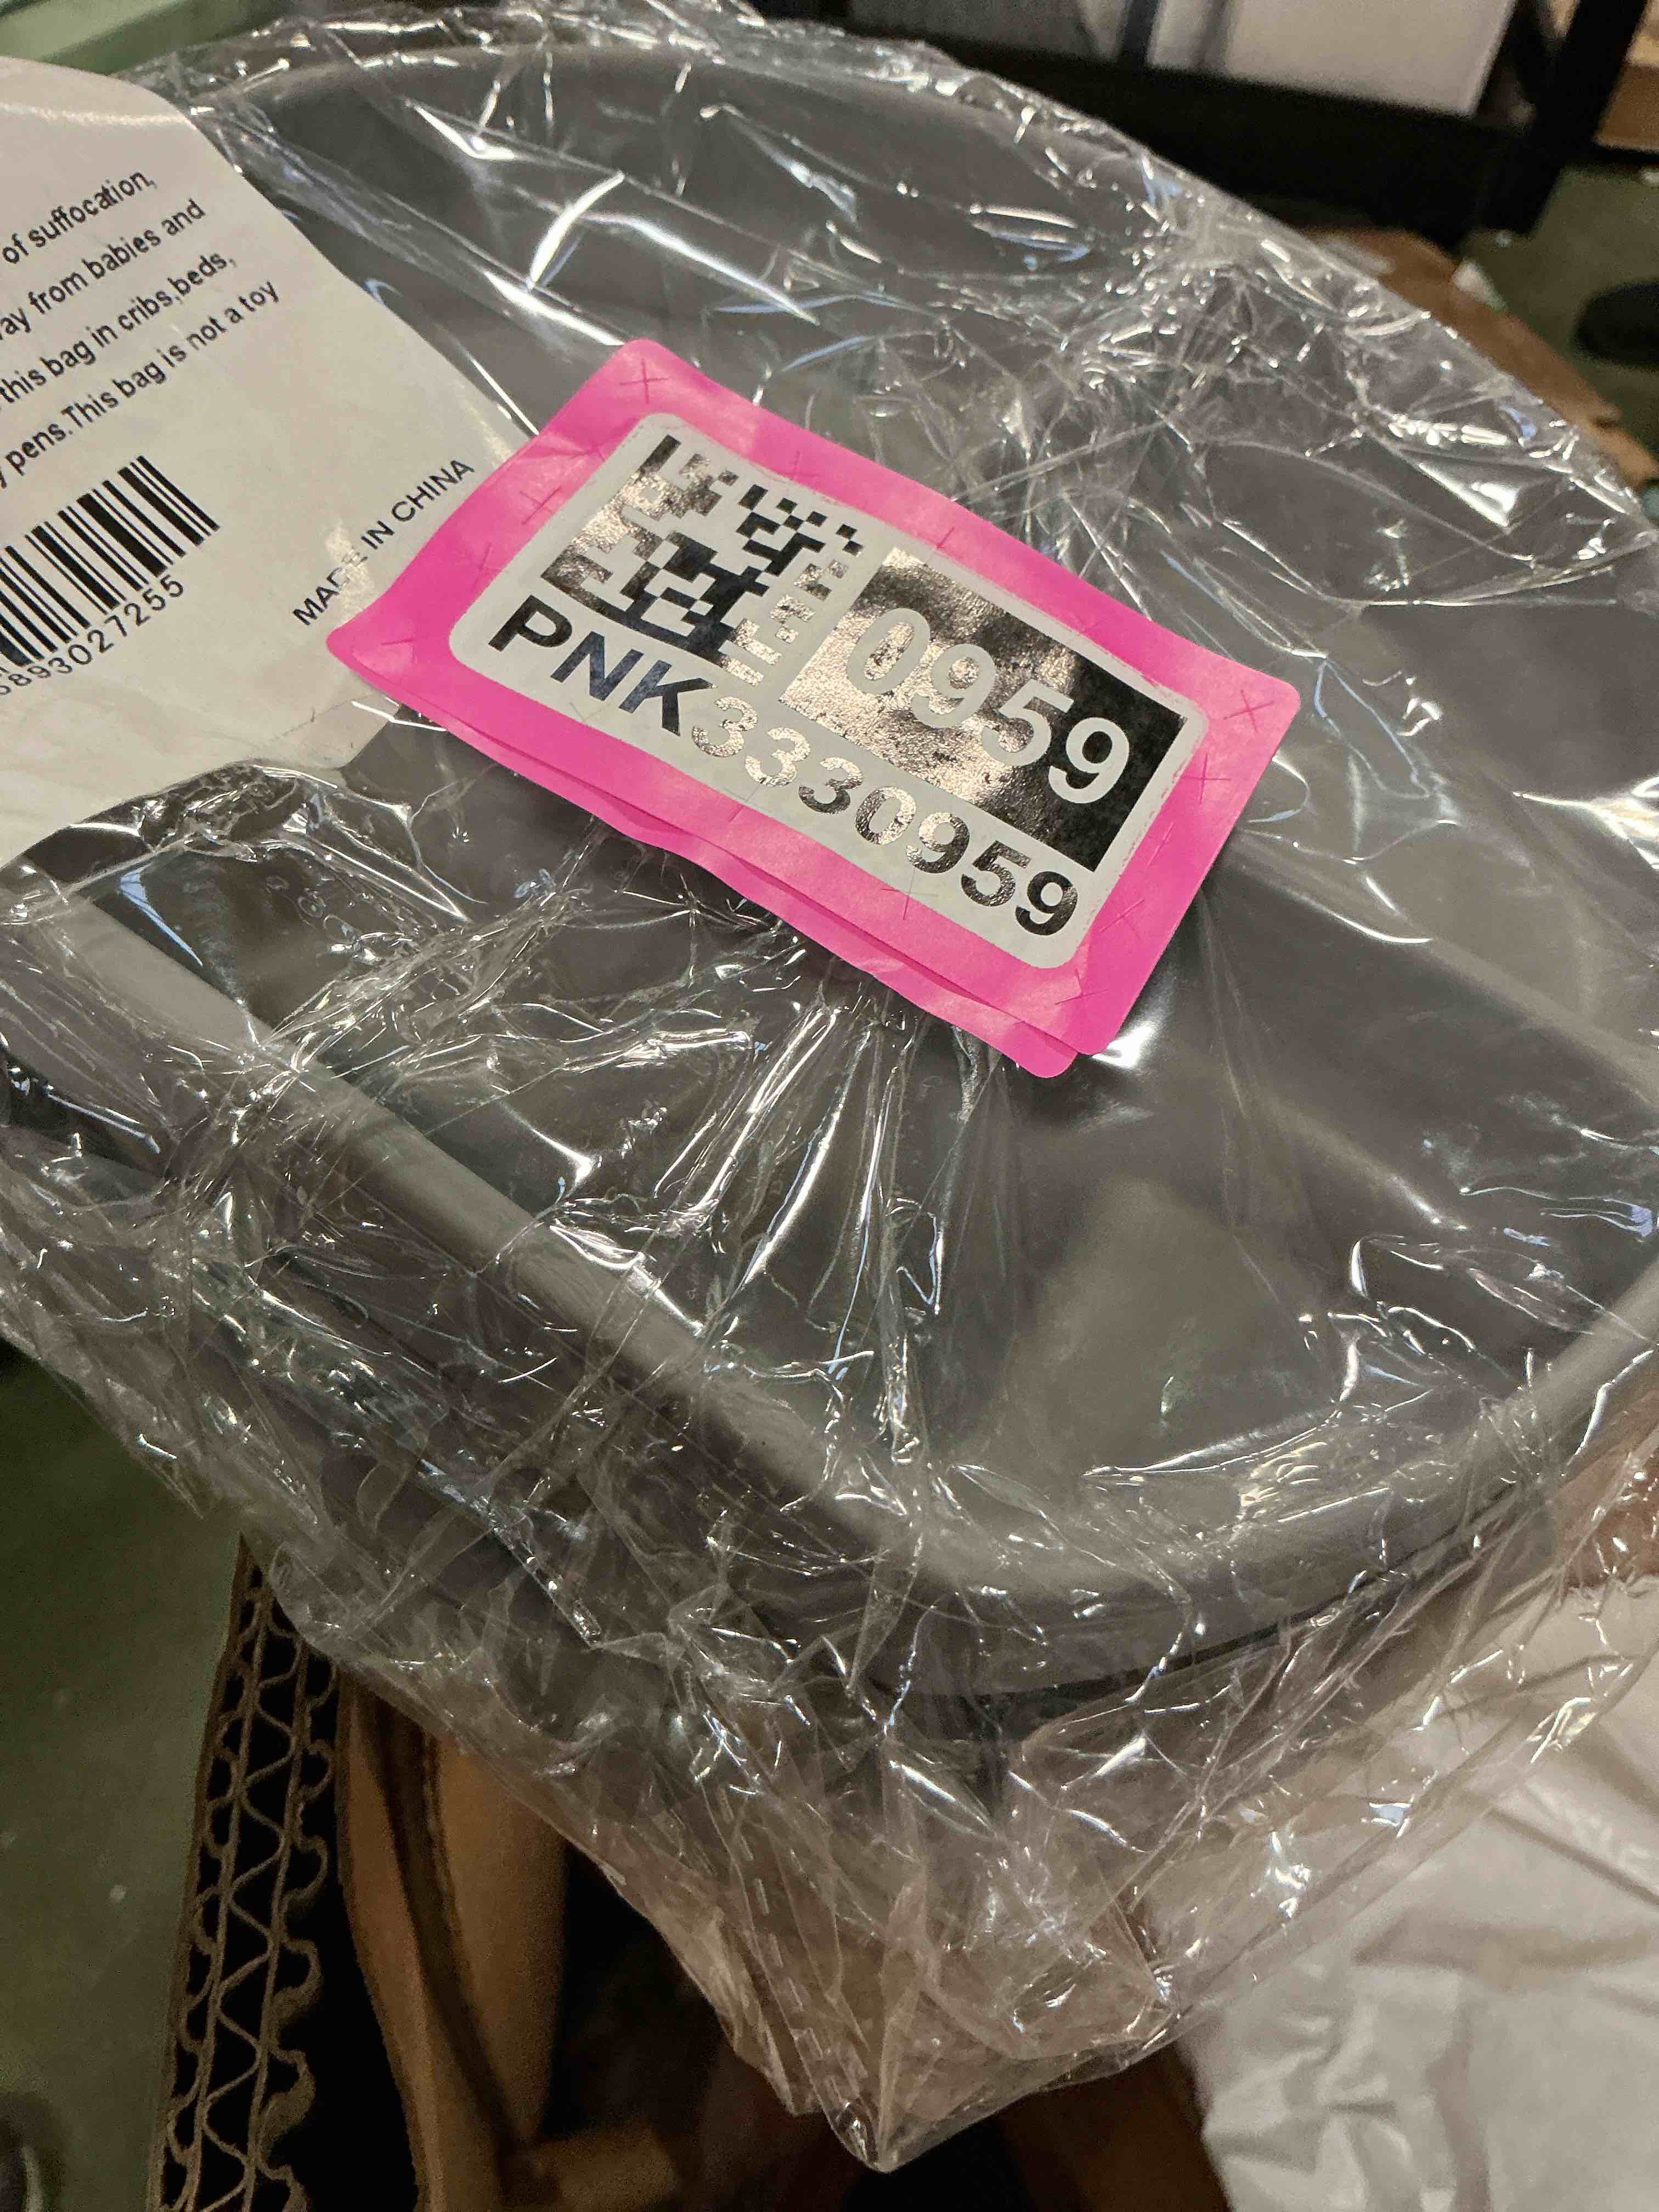 of suffocation,
from babies and
this bag in cribs,beds,
pens.This bag is not a toy
MADE IN CHINA
0959
PNK3330959